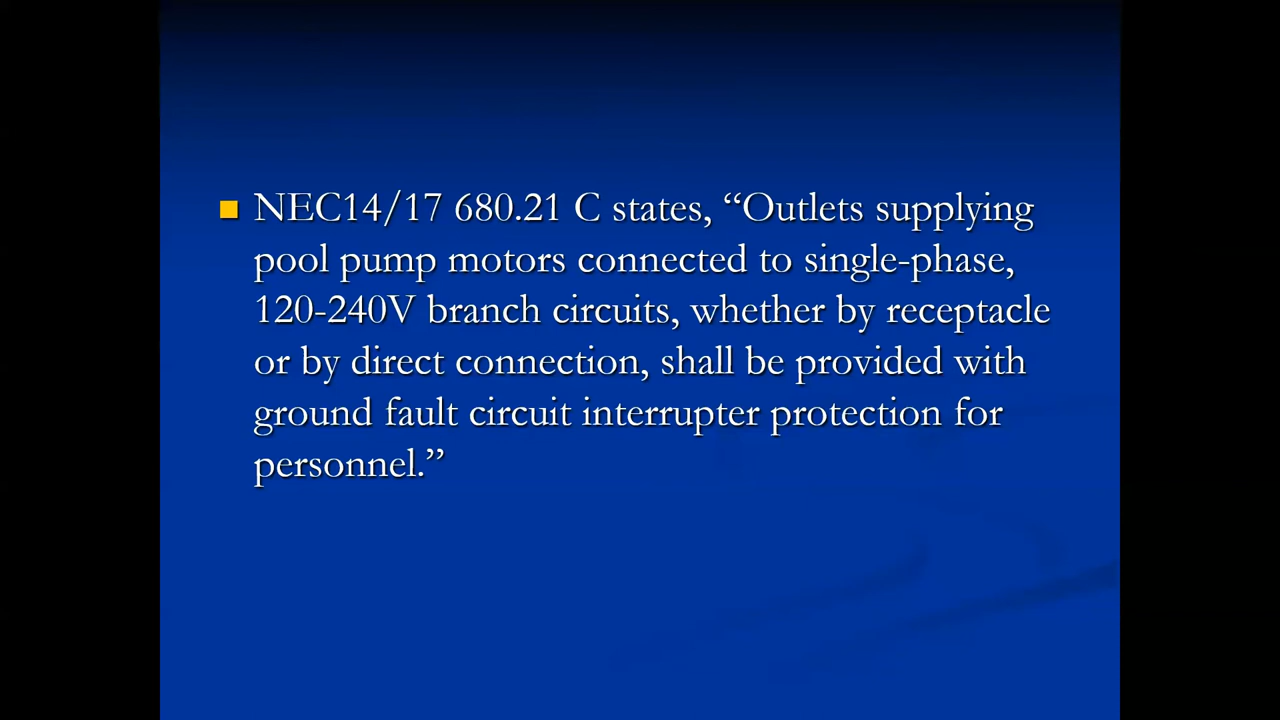 NEC14/17 680.21 C states, “Outlets supplying
pool pump motors connected to single-phase,
120-240V branch circuits, whether by receptacle
or by direct connection, shall be provided with
ground fault circuit interrupter protection for
personnel.”